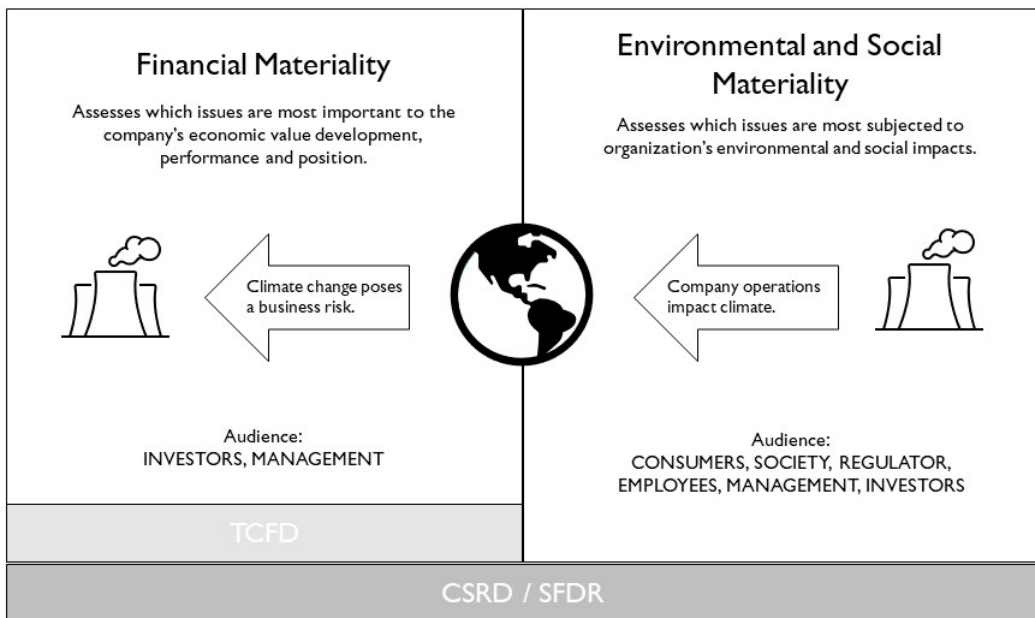 Financial Materiality
Assesses which issues are most important to the
company's economic value development,
performance and position.
Climate change poses
a business risk.
Audience:
INVESTORS, MANAGEMENT
TCFD
Environmental and Social
Materiality
Assesses which issues are most subjected to
organization's environmental and social impacts.
Company operations
impact climate.
Audience:
CONSUMERS, SOCIETY, REGULATOR,
EMPLOYEES, MANAGEMENT, INVESTORS
CSRD / SFDR